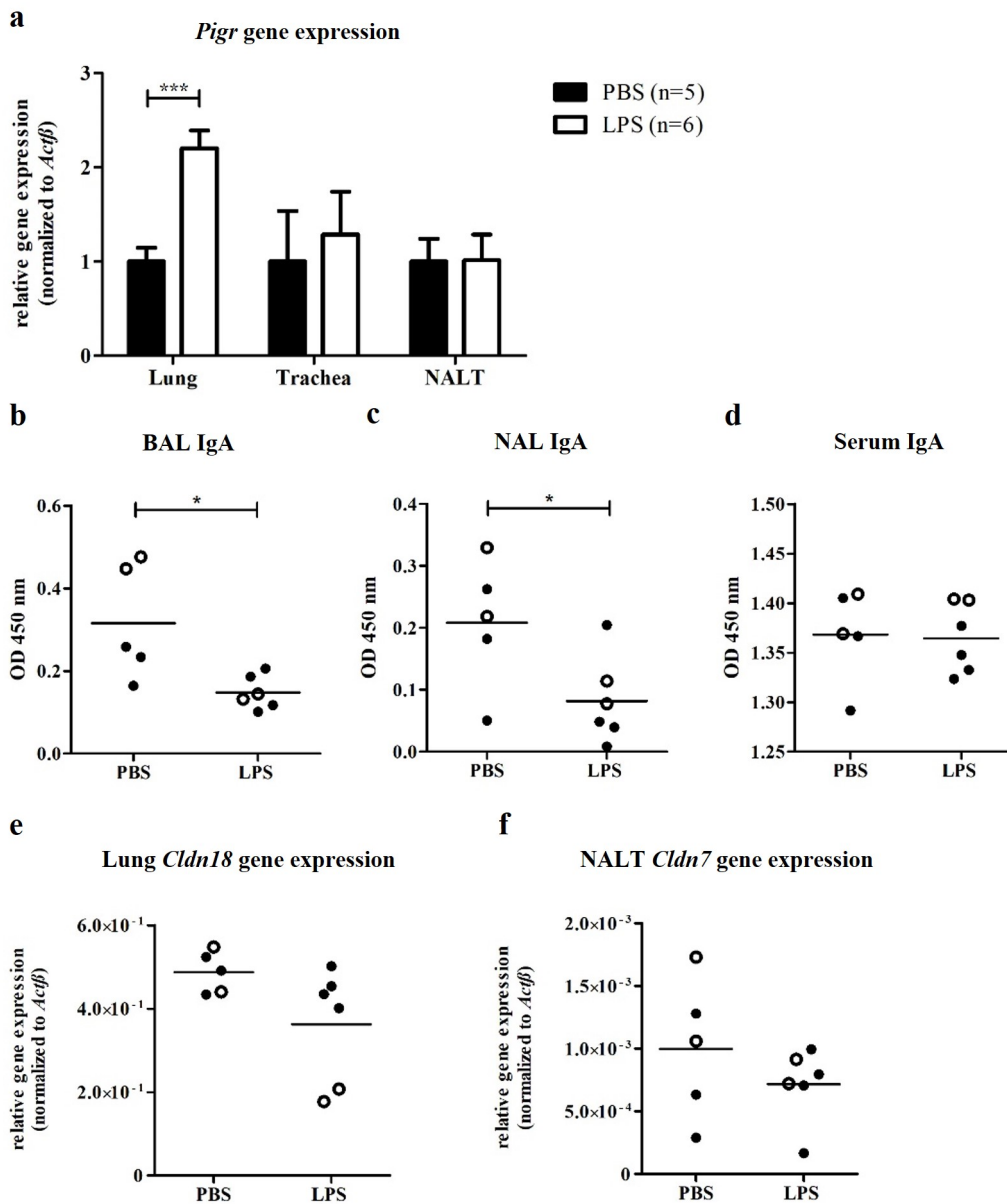 a
Pigr gene expression
relative gene expression
(normalized to Actβ)
3
2
1
0
***
Lung
Trachea
NALT
PBS (n=5)
LPS (n=6)
b
BAL IgA
OD 450 nm
0.6
0.4
0.2
0.0
*
PBS
LPS
c
NAL IgA
OD 450 nm
0.4
0.3
0.2
0.1
0.0
*
PBS
LPS
d
Serum IgA
OD 450 nm
1.50
1.45
1.40
1.35
1.30
1.25
PBS
LPS
e
Lung Cldn18 gene expression
relative gene expression
(normalized to Actβ)
6.0×10⁻¹
4.0×10⁻¹
2.0×10⁻¹
0
PBS
LPS
f
NALT Cldn7 gene expression
relative gene expression
(normalized to Actβ)
2.0×10⁻³
1.5×10⁻³
1.0×10⁻³
5.0×10⁻⁴
0
PBS
LPS